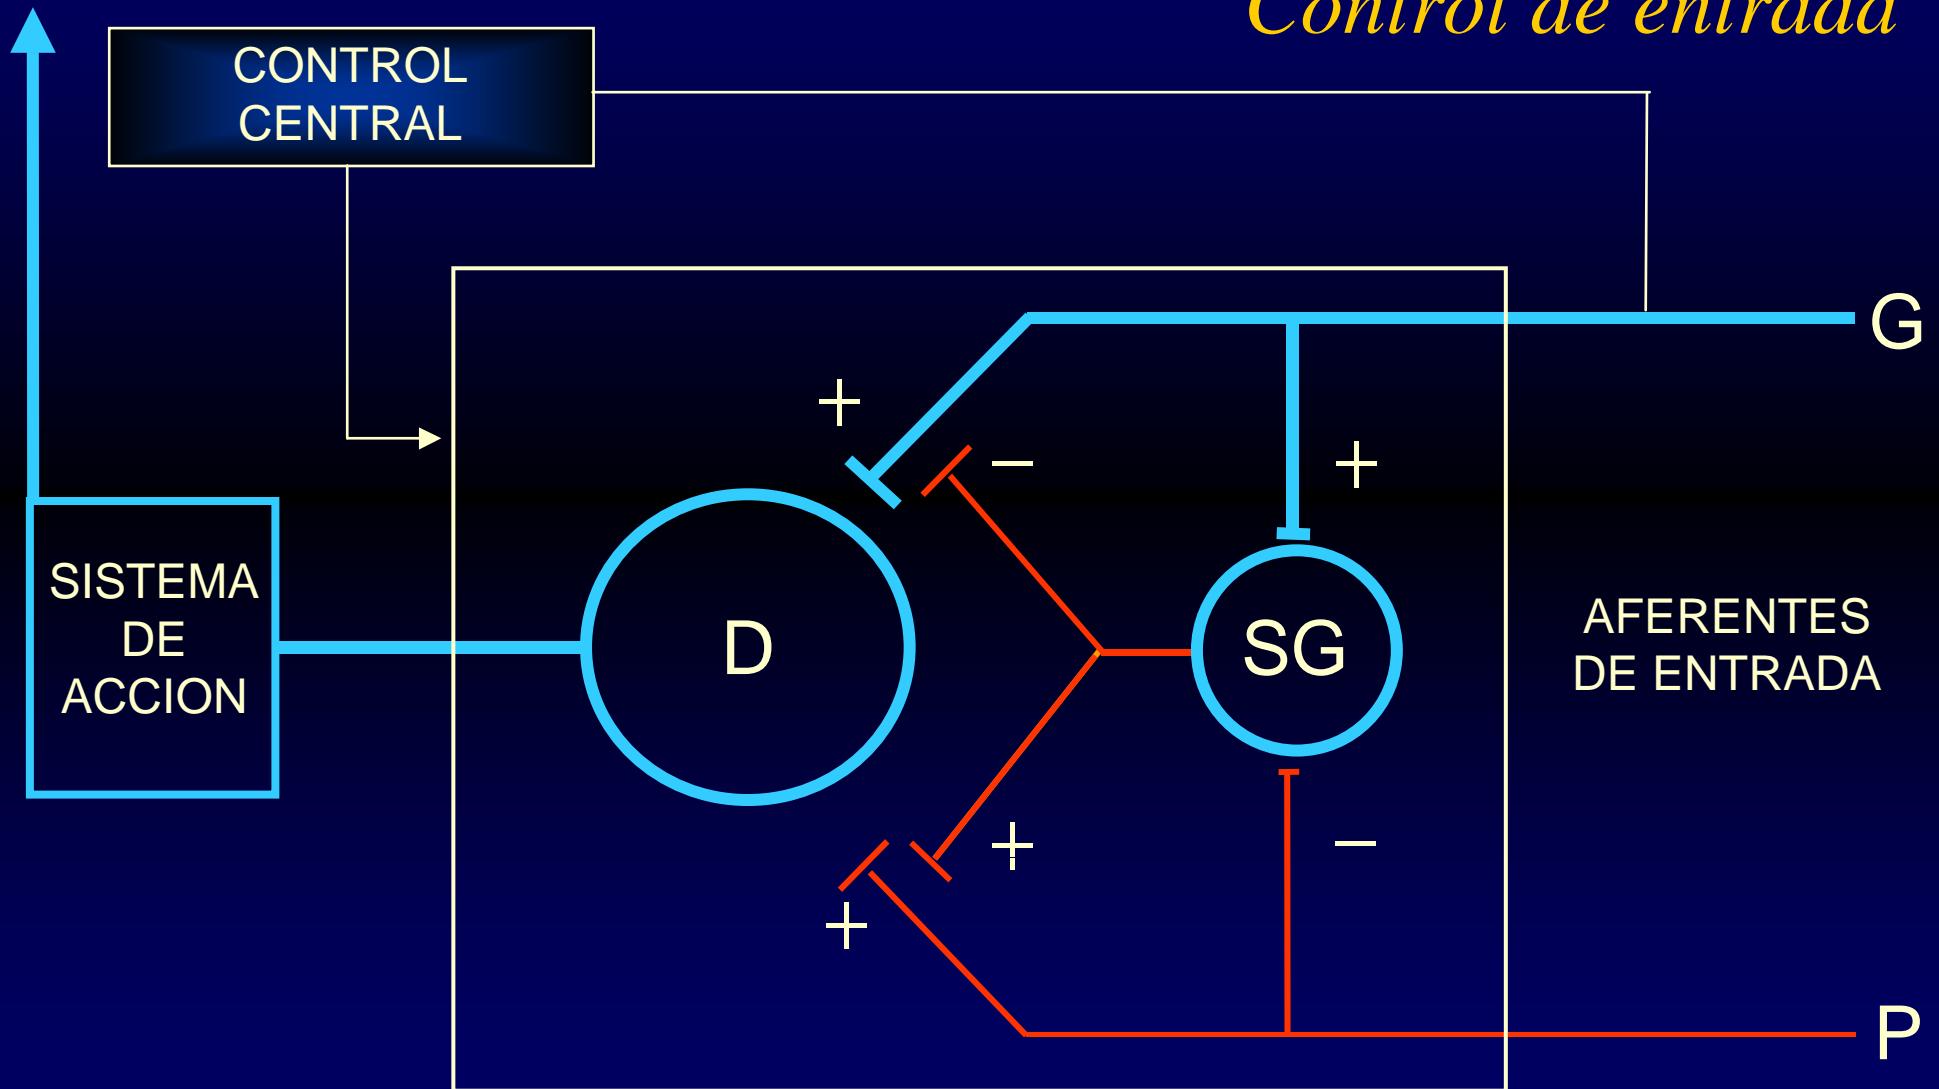 Control de entrada
CONTROL
CENTRAL
G
+
−
+
SISTEMA
DE
ACCION
D
SG
AFERENTES
DE ENTRADA
+
−
+
P